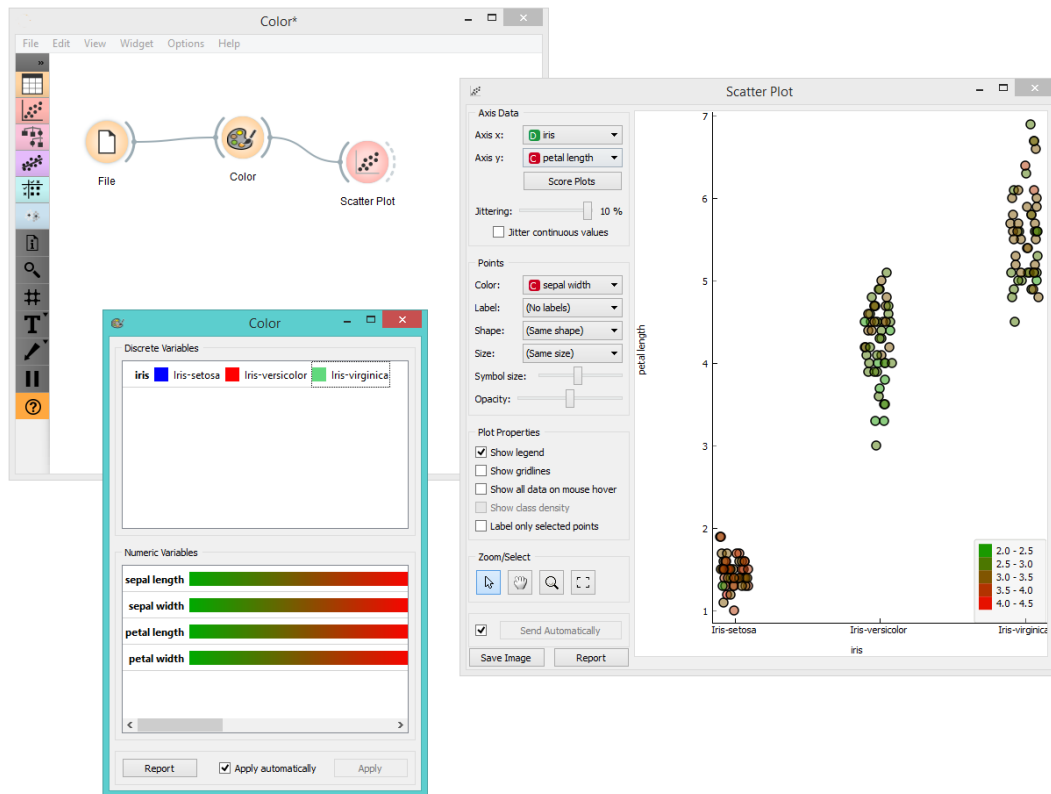 Color*
File Edit View Widget Options Help
»
File
Color
Scatter Plot
T
?
Color
Discrete Variables
iris Iris-setosa Iris-versicolor Iris-virginica
Numeric Variables
sepal length
sepal width
petal length
petal width
Report Apply automatically Apply
Scatter Plot
Axis Data
Axis x: D iris
Axis y: C petal length
Score Plots
Jittering: 10 %
Jitter continuous values
Points
Color: C sepal width
Label: (No labels)
Shape: (Same shape)
Size: (Same size)
Symbol size:
Opacity:
Plot Properties
Show legend
Show gridlines
Show all data on mouse hover
Show class density
Label only selected points
Zoom/Select
Send Automatically
Save Image Report
petal length
7
6
5
4
3
2
1
2.0 - 2.5
2.5 - 3.0
3.0 - 3.5
3.5 - 4.0
4.0 - 4.5
Iris-setosa Iris-versicolor Iris-virginica
iris